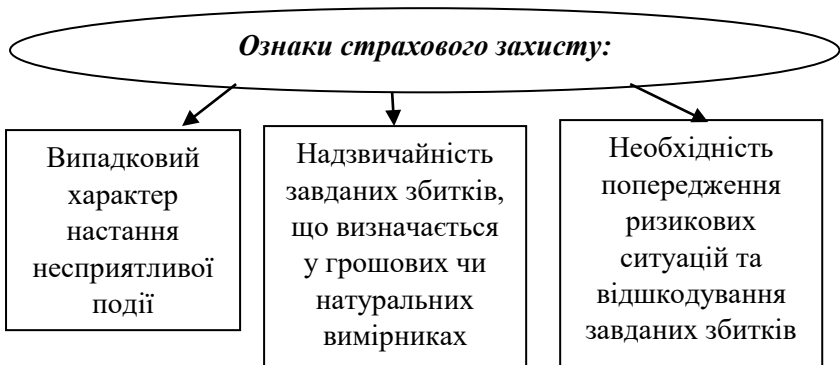 Ознаки страхового захисту:
Випадковий
характер
настання
несприятливої
події
Надзвичайність
завданих збитків,
що визначається
у грошових чи
натуральних
вимірниках
Необхідність
попередження
ризикових
ситуацій та
відшкодування
завданих збитків